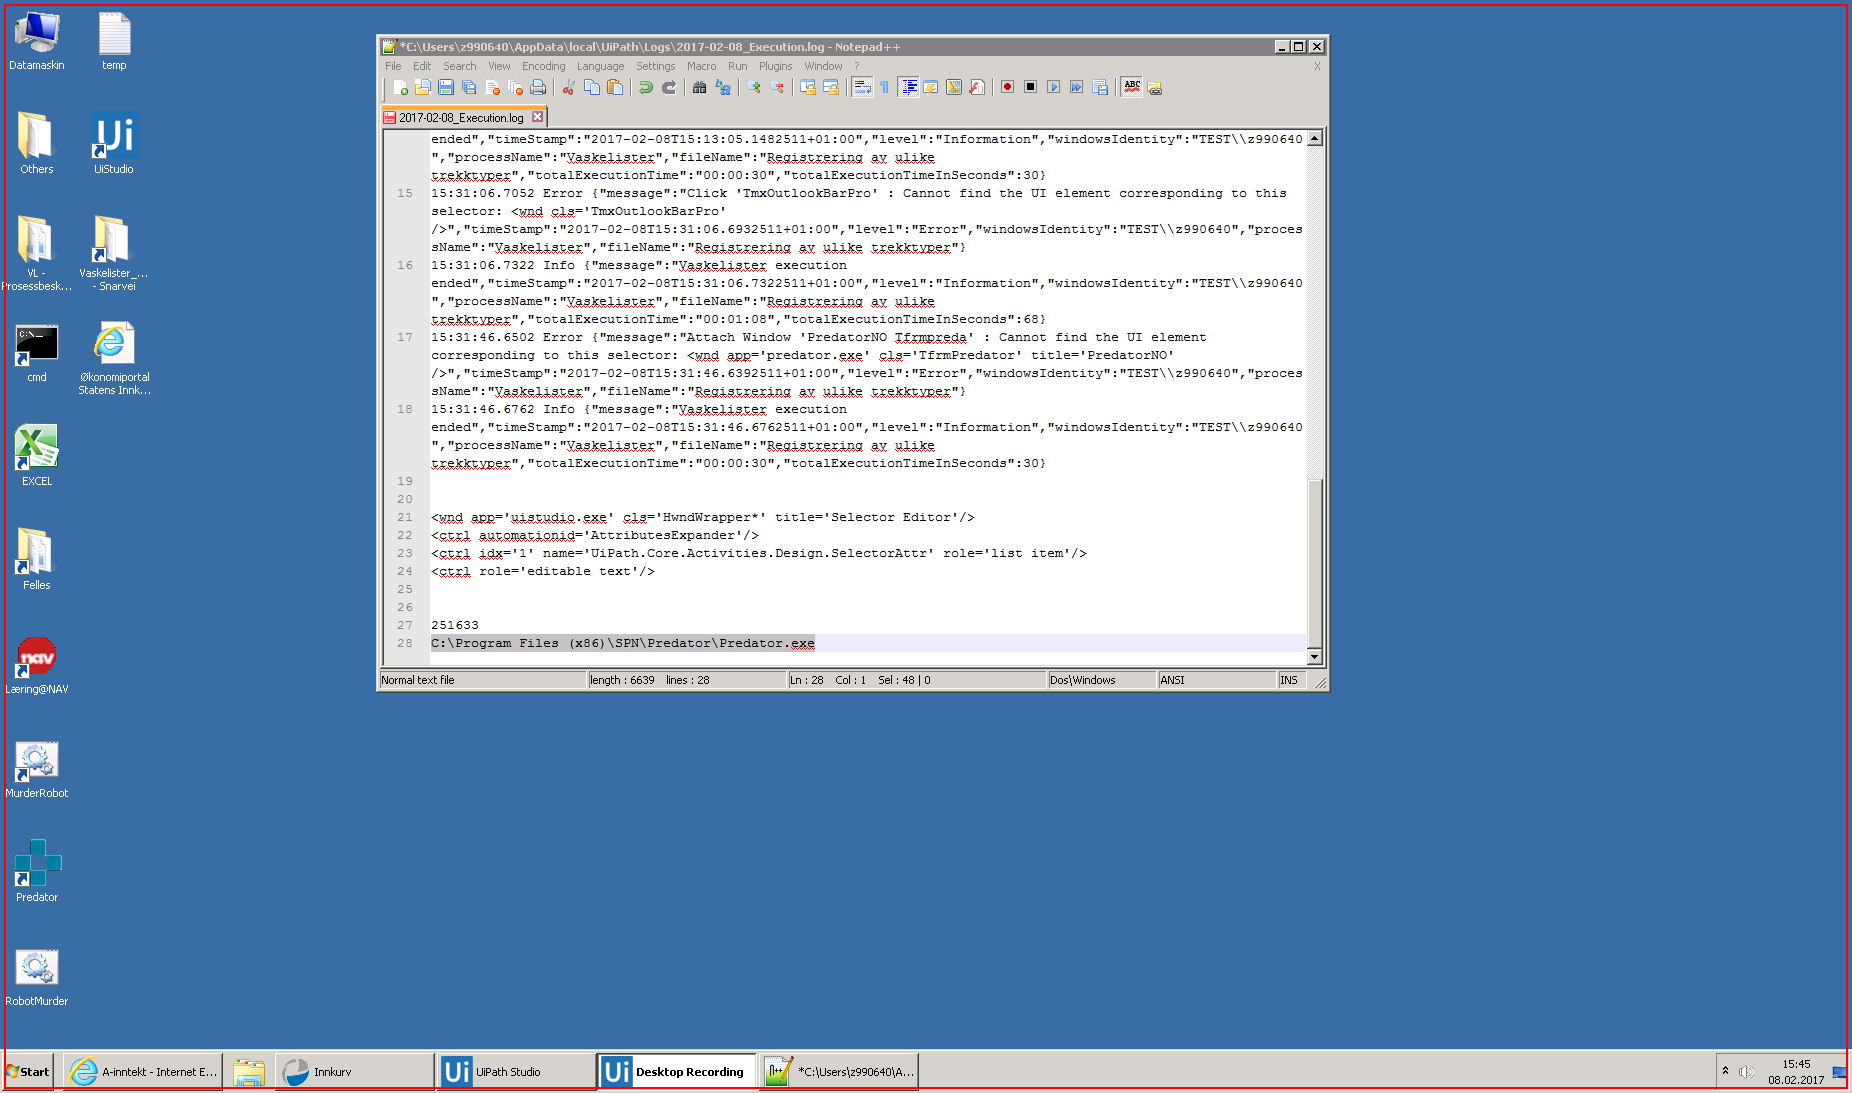 Datamaskin
temp
Others
UiStudio
VL -
Prosessbesk...
Vaskelister_...
- Snarvei
cmd
Økonomiportal
Statens Innk...
EXCEL
Felles
Læring@NAV
MurderRobot
Predator
RobotMurder
*C:\Users\z990640\AppData\local\UiPath\Logs\2017-02-08_Execution.log - Notepad++
File Edit Search View Encoding Language Settings Macro Run Plugins Window ? X
2017-02-08_Execution.log
ended","timeStamp":"2017-02-08T15:13:05.1482511+01:00","level":"Information","windowsIdentity":"TEST\\z990640
","processName":"Vaskelister","fileName":"Registrering av ulike
trekktyper","totalExecutionTime":"00:00:30","totalExecutionTimeInSeconds":30}
15 15:31:06.7052 Error {"message":"Click 'TmxOutlookBarPro' : Cannot find the UI element corresponding to this
selector: <wnd cls='TmxOutlookBarPro'
/>","timeStamp":"2017-02-08T15:31:06.6932511+01:00","level":"Error","windowsIdentity":"TEST\\z990640","proces
sName":"Vaskelister","fileName":"Registrering av ulike trekktyper"}
16 15:31:06.7322 Info {"message":"Vaskelister execution
ended","timeStamp":"2017-02-08T15:31:06.7322511+01:00","level":"Information","windowsIdentity":"TEST\\z990640
","processName":"Vaskelister","fileName":"Registrering av ulike
trekktyper","totalExecutionTime":"00:01:08","totalExecutionTimeInSeconds":68}
17 15:31:46.6502 Error {"message":"Attach Window 'PredatorNO Tfrmpreda' : Cannot find the UI element
corresponding to this selector: <wnd app='predator.exe' cls='TfrmPredator' title='PredatorNO'
/>","timeStamp":"2017-02-08T15:31:46.6392511+01:00","level":"Error","windowsIdentity":"TEST\\z990640","proces
sName":"Vaskelister","fileName":"Registrering av ulike trekktyper"}
18 15:31:46.6762 Info {"message":"Vaskelister execution
ended","timeStamp":"2017-02-08T15:31:46.6762511+01:00","level":"Information","windowsIdentity":"TEST\\z990640
","processName":"Vaskelister","fileName":"Registrering av ulike
trekktyper","totalExecutionTime":"00:00:30","totalExecutionTimeInSeconds":30}
19
20
21 <wnd app='uistudio.exe' cls='HwndWrapper*' title='Selector Editor'/>
22 <ctrl automationid='AttributesExpander'/>
23 <ctrl idx='1' name='UiPath.Core.Activities.Design.SelectorAttr' role='list item'/>
24 <ctrl role='editable text'/>
25
26
27 251633
28 C:\Program Files (x86)\SPN\Predator\Predator.exe
Normal text file length : 6639 lines : 28 Ln : 28 Col : 1 Sel : 48 | 0 Dos\Windows ANSI INS
Start A-inntekt - Internet E... Innkurv UiPath Studio Desktop Recording *C:\Users\z990640\A... 15:45
08.02.2017